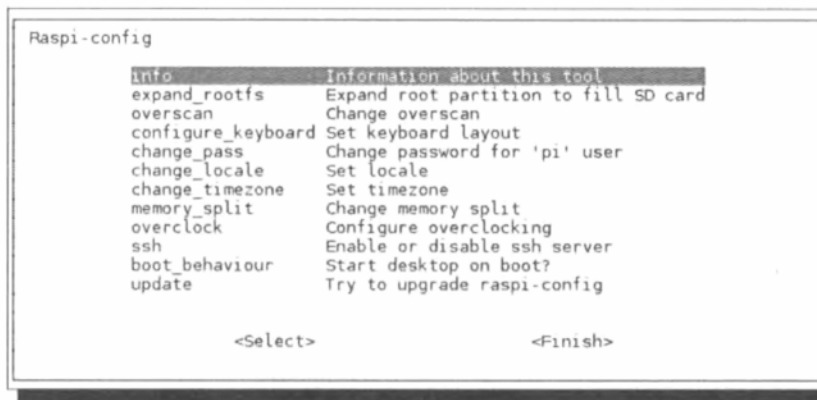 Raspi-config
info Information about this tool
expand_rootfs Expand root partition to fill SD card
overscan Change overscan
configure_keyboard Set keyboard layout
change_pass Change password for 'pi' user
change_locale Set locale
change_timezone Set timezone
memory_split Change memory split
overclock Configure overclocking
ssh Enable or disable ssh server
boot_behaviour Start desktop on boot?
update Try to upgrade raspi-config
<Select> <Finish>